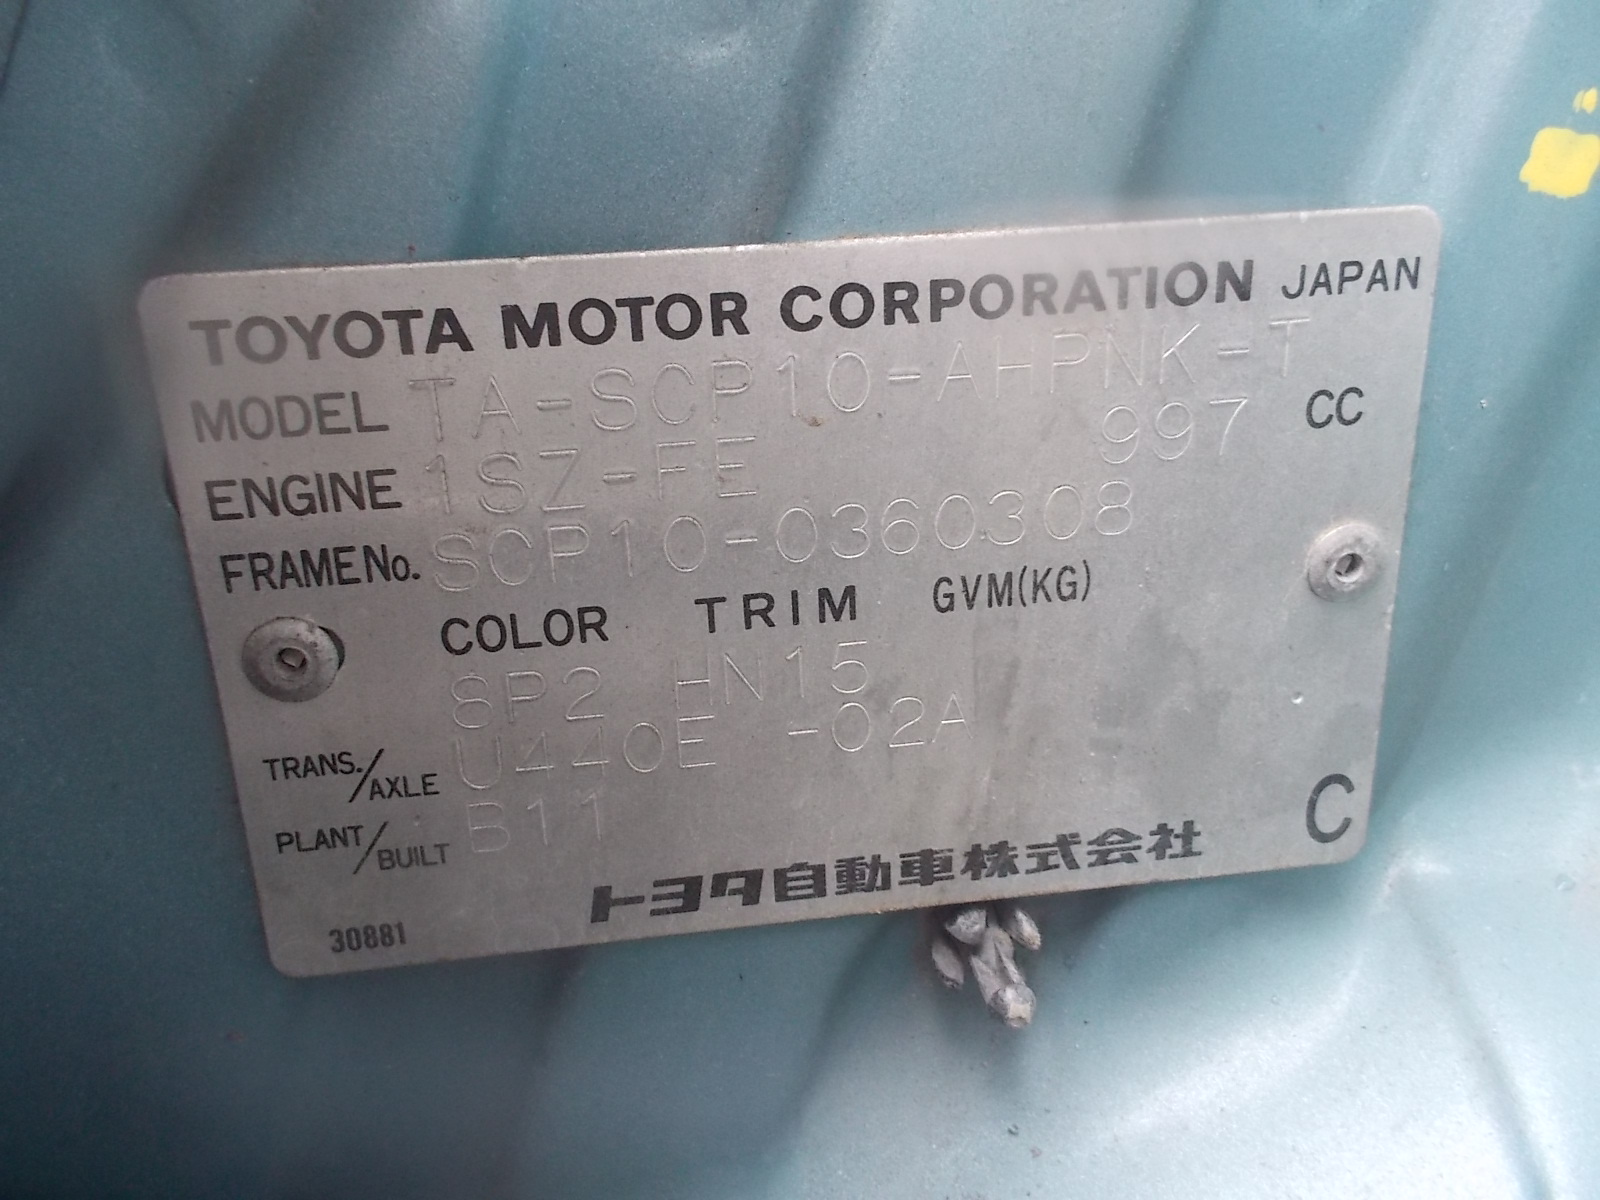 TOYOTA MOTOR CORPORATION JAPAN
MODEL TA-SCP10-AHPNK-T
ENGINE 1SZ-FE 997 CC
FRAME No. SCP10-0360308
COLOR TRIM GVM(KG)
8P2 HN15
TRANS./AXLE U440E -02A
PLANT/BUILT B11
トヨタ自動車株式会社 C
30881